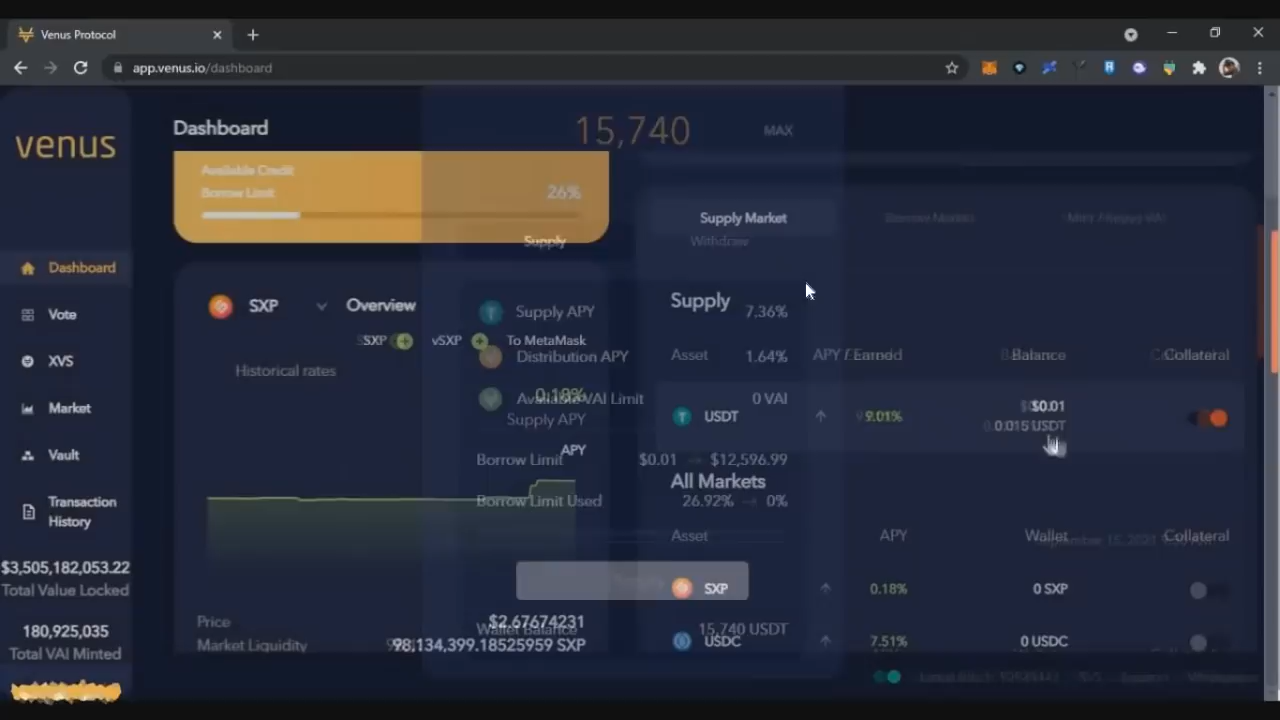 Venus Protocol
app.venus.io/dashboard
venus
Dashboard
Vote
XVS
Market
Vault
Transaction
History
$3,505,182,053.22
Total Value Locked
180,925,035
Total VAI Minted
Dashboard
Available Credit
Borrow Limit
26%
SXP
Overview
SXP
vSXP
To MetaMask
Historical rates
0.18%
Supply APY
APY
Price
$2.67674231
Market Liquidity
98,134,399.18525959 SXP
15,740
MAX
Supply
Withdraw
Supply APY
7.36%
Distribution APY
1.64%
Available VAI Limit
0 VAI
Borrow Limit
$0.01 → $12,596.99
Borrow Limit Used
26.92% → 0%
Wallet Balance
15,740 USDT
Supply Market
Borrow Market
Supply
Asset
APY / Earned
Balance
Collateral
USDT
9.01%
$0.01
0.015 USDT
All Markets
Asset
APY
Wallet
Collateral
SXP
0.18%
0 SXP
USDC
7.51%
0 USDC